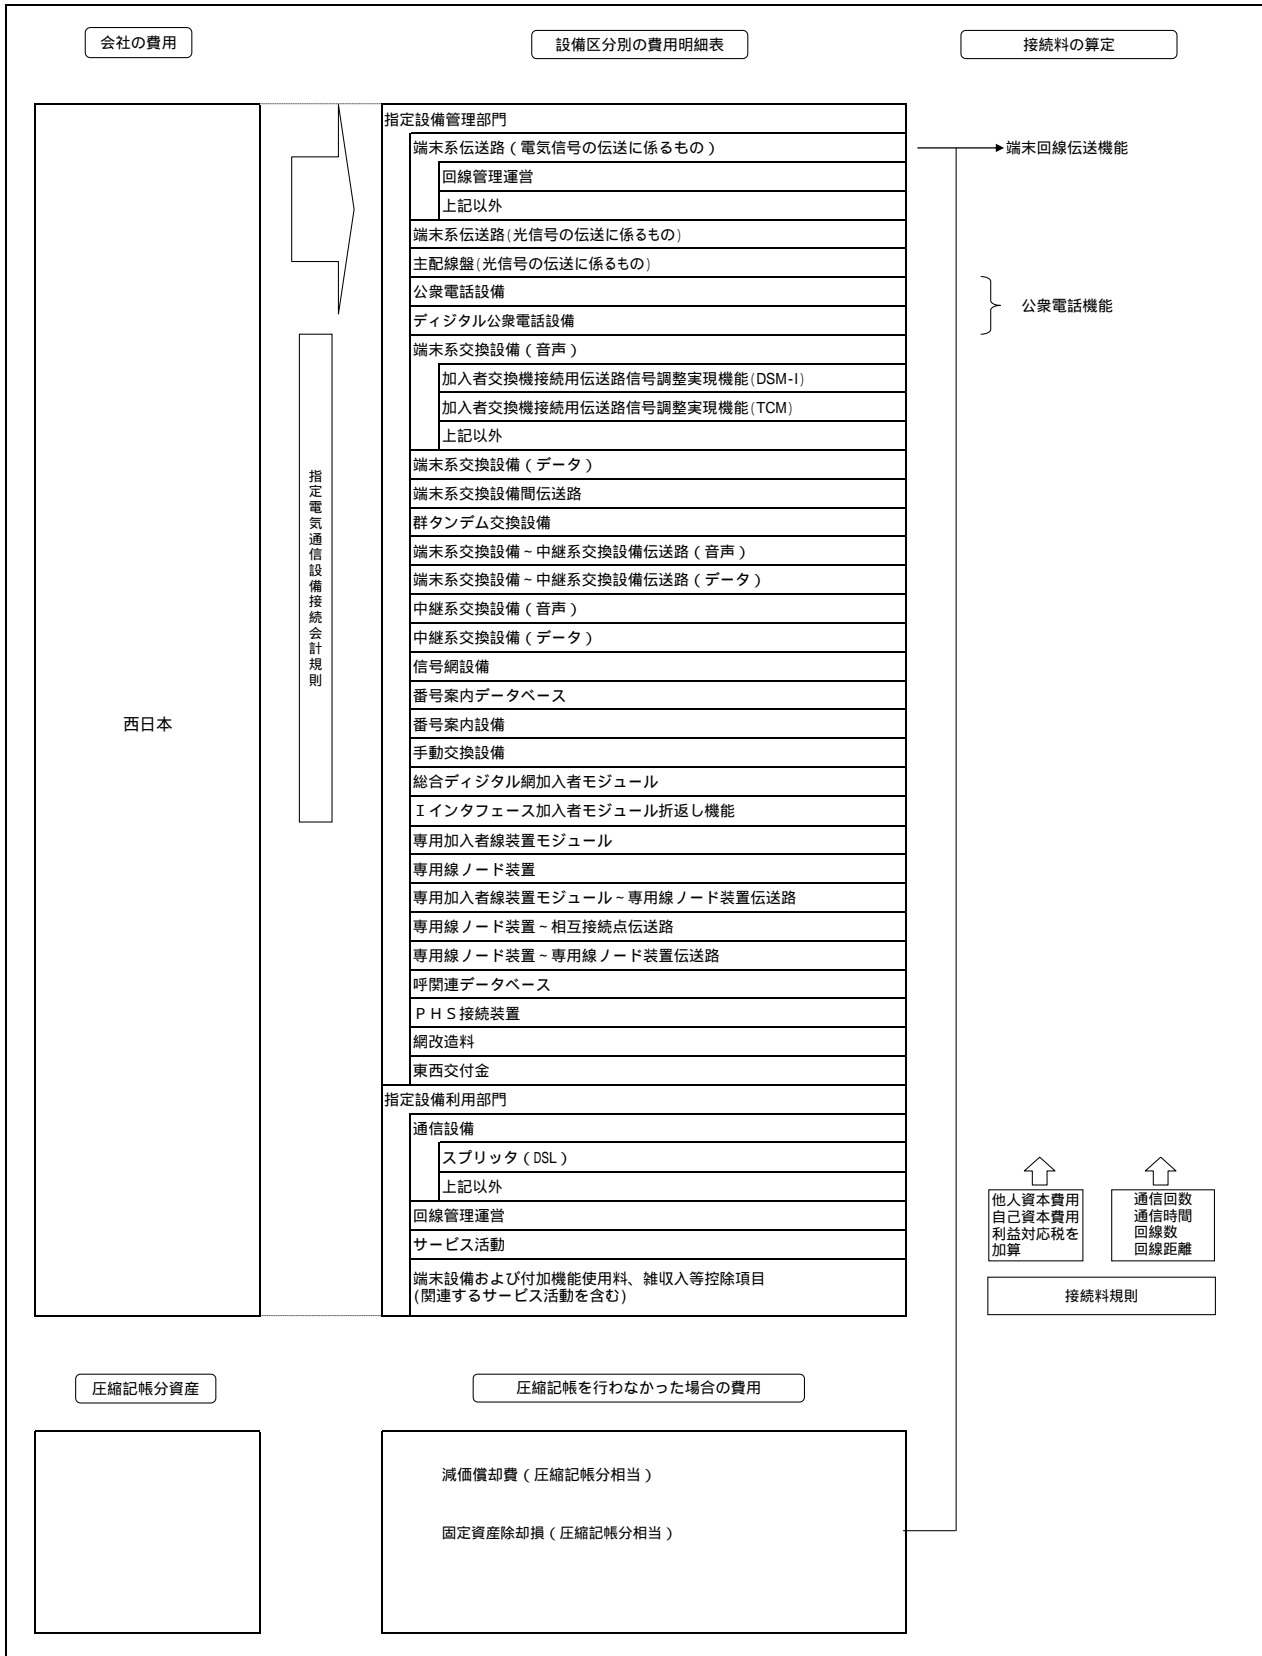 会社の費用
設備区分別の費用明細表
接続料の算定
西日本
指定電気通信設備接続会計規則
指定設備管理部門
端末系伝送路(電気信号の伝送に係るもの)
回線管理運営
上記以外
端末系伝送路(光信号の伝送に係るもの)
主配線盤(光信号の伝送に係るもの)
公衆電話設備
ディジタル公衆電話設備
端末系交換設備(音声)
加入者交換機接続用伝送路信号調整実現機能(DSM-I)
加入者交換機接続用伝送路信号調整実現機能(TCM)
上記以外
端末系交換設備(データ)
端末系交換設備間伝送路
群タンデム交換設備
端末系交換設備~中継系交換設備伝送路(音声)
端末系交換設備~中継系交換設備伝送路(データ)
中継系交換設備(音声)
中継系交換設備(データ)
信号網設備
番号案内データベース
番号案内設備
手動交換設備
総合ディジタル網加入者モジュール
Iインタフェース加入者モジュール折返し機能
専用加入者線装置モジュール
専用線ノード装置
専用加入者線装置モジュール~専用線ノード装置伝送路
専用線ノード装置~相互接続点伝送路
専用線ノード装置~専用線ノード装置伝送路
呼関連データベース
PHS接続装置
網改造料
東西交付金
指定設備利用部門
通信設備
スプリッタ(DSL)
上記以外
回線管理運営
サービス活動
端末設備および付加機能使用料、雑収入等控除項目
(関連するサービス活動を含む)
端末回線伝送機能
公衆電話機能
他人資本費用
自己資本費用
利益対応税を
加算
通信回数
通信時間
回線数
回線距離
接続料規則
圧縮記帳分資産
圧縮記帳を行わなかった場合の費用
減価償却費(圧縮記帳分相当)
固定資産除却損(圧縮記帳分相当)